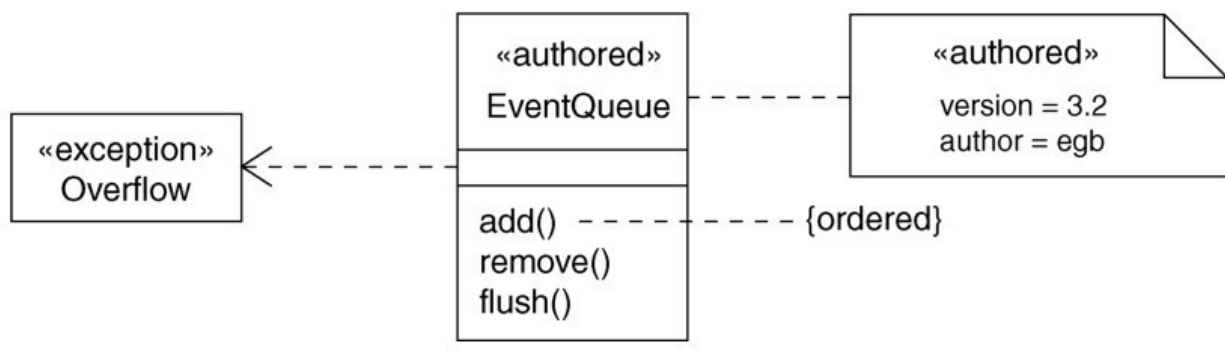 «exception»
Overflow
«authored»
EventQueue
add()
remove()
flush()
{ordered}
«authored»
version = 3.2
author = egb